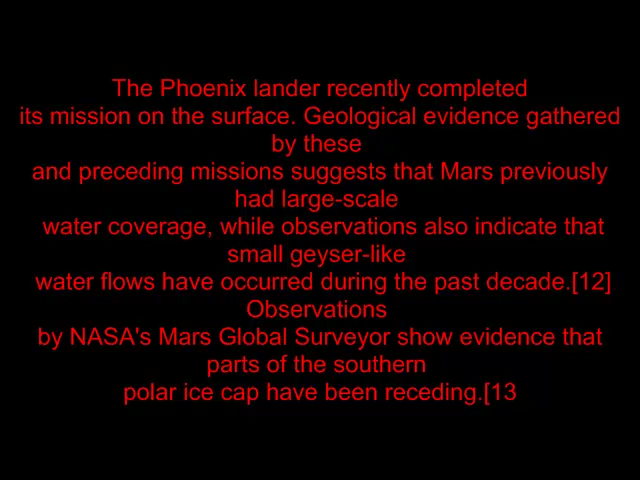 The Phoenix lander recently completed
its mission on the surface. Geological evidence gathered
by these
and preceding missions suggests that Mars previously
had large-scale
water coverage, while observations also indicate that
small geyser-like
water flows have occurred during the past decade.[12]
Observations
by NASA's Mars Global Surveyor show evidence that
parts of the southern
polar ice cap have been receding.[13